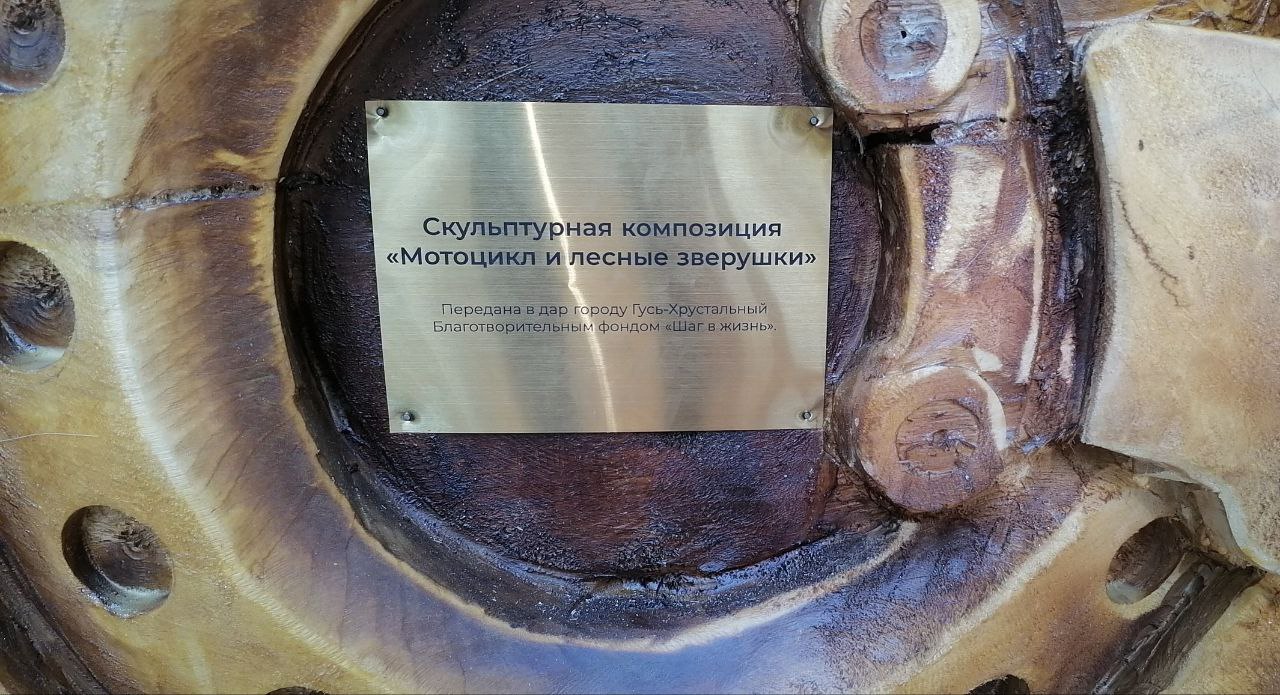 Скульптурная композиция
«Мотоцикл и лесные зверушки»
Передана в дар городу Гусь-Хрустальный
Благотворительным фондом «Шаг в жизнь».